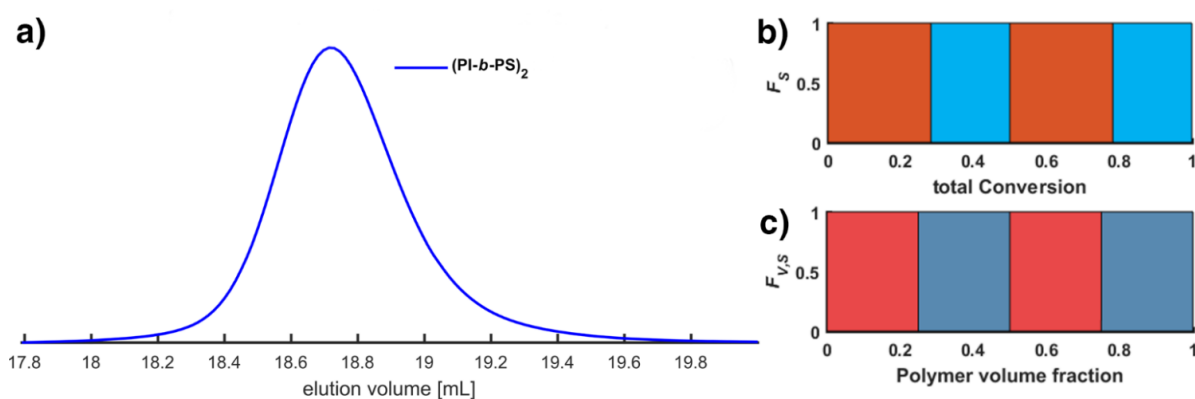 a)
(PI-b-PS)2
17.8 18 18.2 18.4 18.6 18.8 19 19.2 19.4 19.6 19.8
elution volume [mL]
b)
1
0.5
0
FS
0 0.2 0.4 0.6 0.8 1
total Conversion
c)
1
0.5
0
FV,S
0 0.2 0.4 0.6 0.8 1
Polymer volume fraction